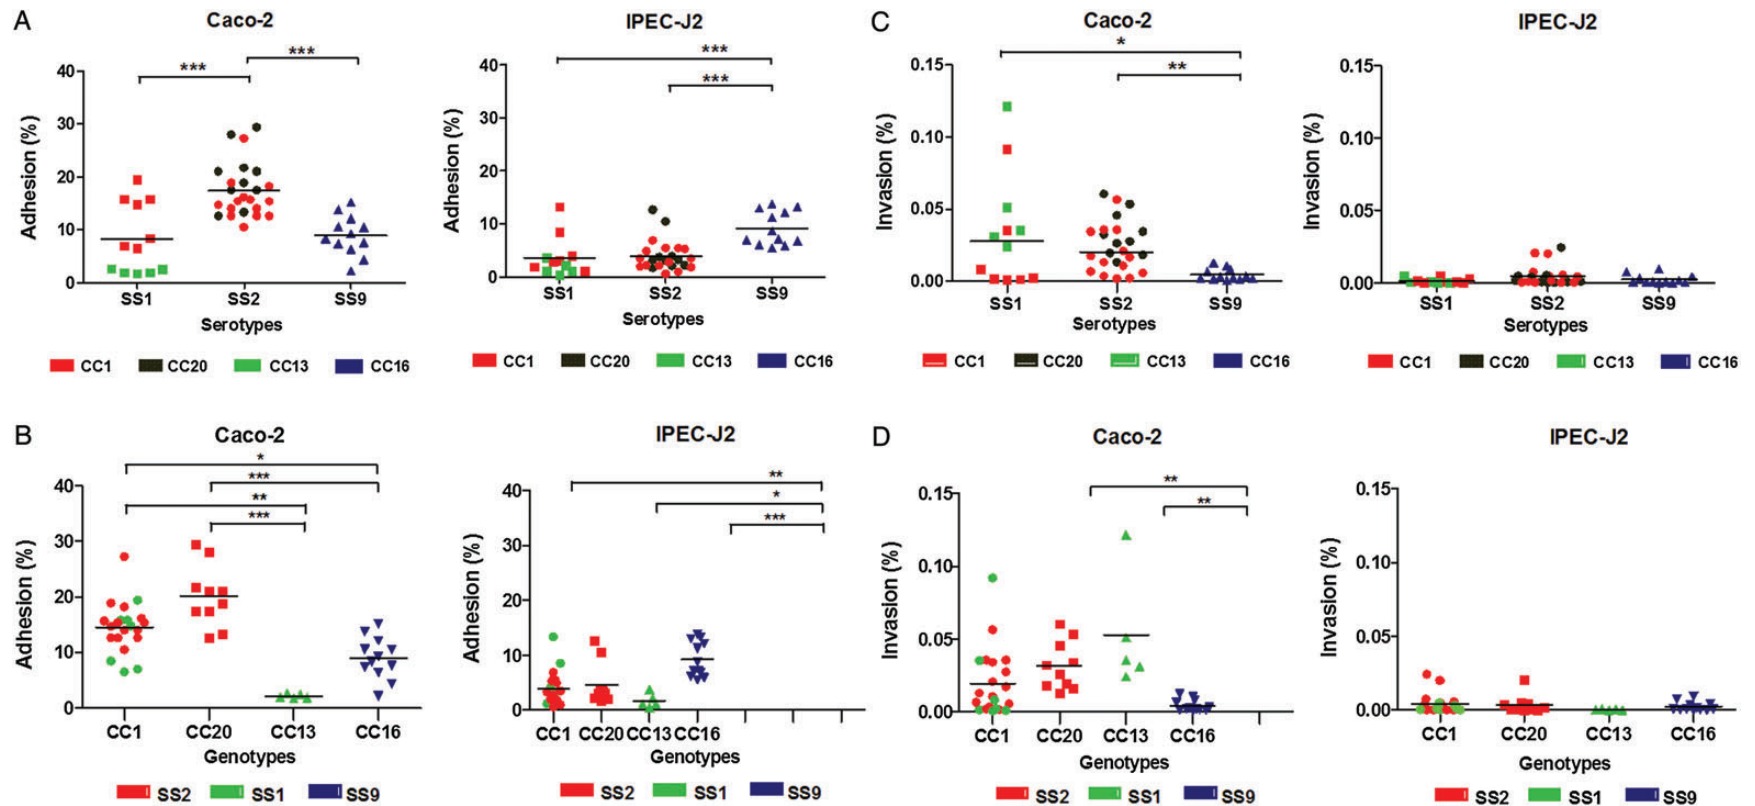 A
Caco-2
IPEC-J2
Adhesion (%)
40
30
20
10
0
***
***
SS1
SS2
SS9
Serotypes
CC1
CC20
CC13
CC16
Adhesion (%)
40
30
20
10
0
***
***
SS1
SS2
SS9
Serotypes
CC1
CC20
CC13
CC16
C
Caco-2
IPEC-J2
Invasion (%)
0.15
0.10
0.05
0.00
*
**
SS1
SS2
SS9
Serotypes
CC1
CC20
CC13
CC16
Invasion (%)
0.15
0.10
0.05
0.00
SS1
SS2
SS9
Serotypes
CC1
CC20
CC13
CC16
B
Caco-2
IPEC-J2
Adhesion (%)
40
30
20
10
0
*
***
**
***
CC1
CC20
CC13
CC16
Genotypes
SS2
SS1
SS9
Adhesion (%)
40
30
20
10
0
**
*
***
CC1
CC20
CC13
CC16
Genotypes
SS2
SS1
SS9
D
Caco-2
IPEC-J2
Invasion (%)
0.15
0.10
0.05
0.00
**
**
CC1
CC20
CC13
CC16
Genotypes
SS2
SS1
SS9
Invasion (%)
0.15
0.10
0.05
0.00
CC1
CC20
CC13
CC16
Genotypes
SS2
SS1
SS9